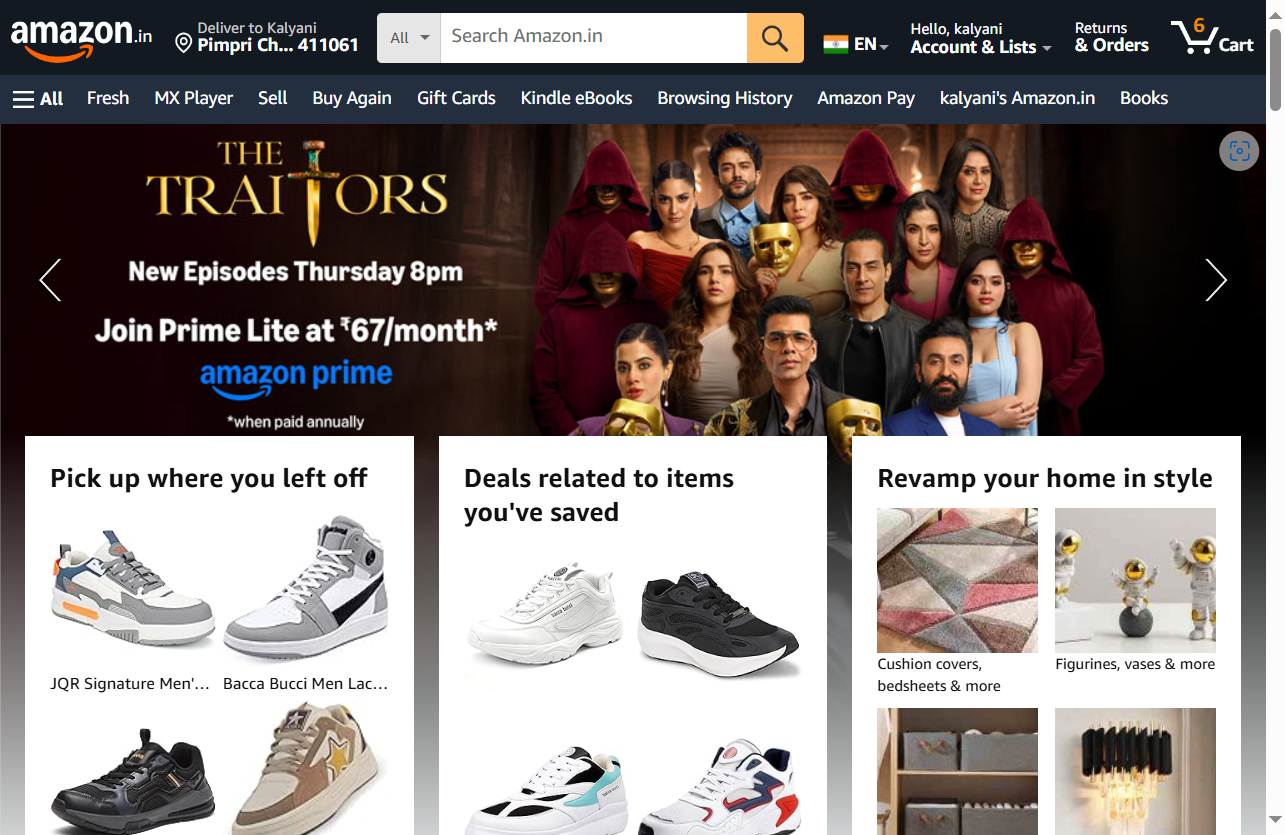 amazon.in
Deliver to Kalyani
Pimpri Ch... 411061
All
Search Amazon.in
EN
Hello, kalyani
Account & Lists
Returns
& Orders
6
Cart
All
Fresh
MX Player
Sell
Buy Again
Gift Cards
Kindle eBooks
Browsing History
Amazon Pay
kalyani's Amazon.in
Books
THE
TRAITORS
New Episodes Thursday 8pm
Join Prime Lite at ₹67/month*
amazon prime
*when paid annually
Pick up where you left off
JQR Signature Men'...
Bacca Bucci Men Lac...
Deals related to items
you've saved
bacca bucci
Revamp your home in style
Cushion covers,
bedsheets & more
Figurines, vases & more